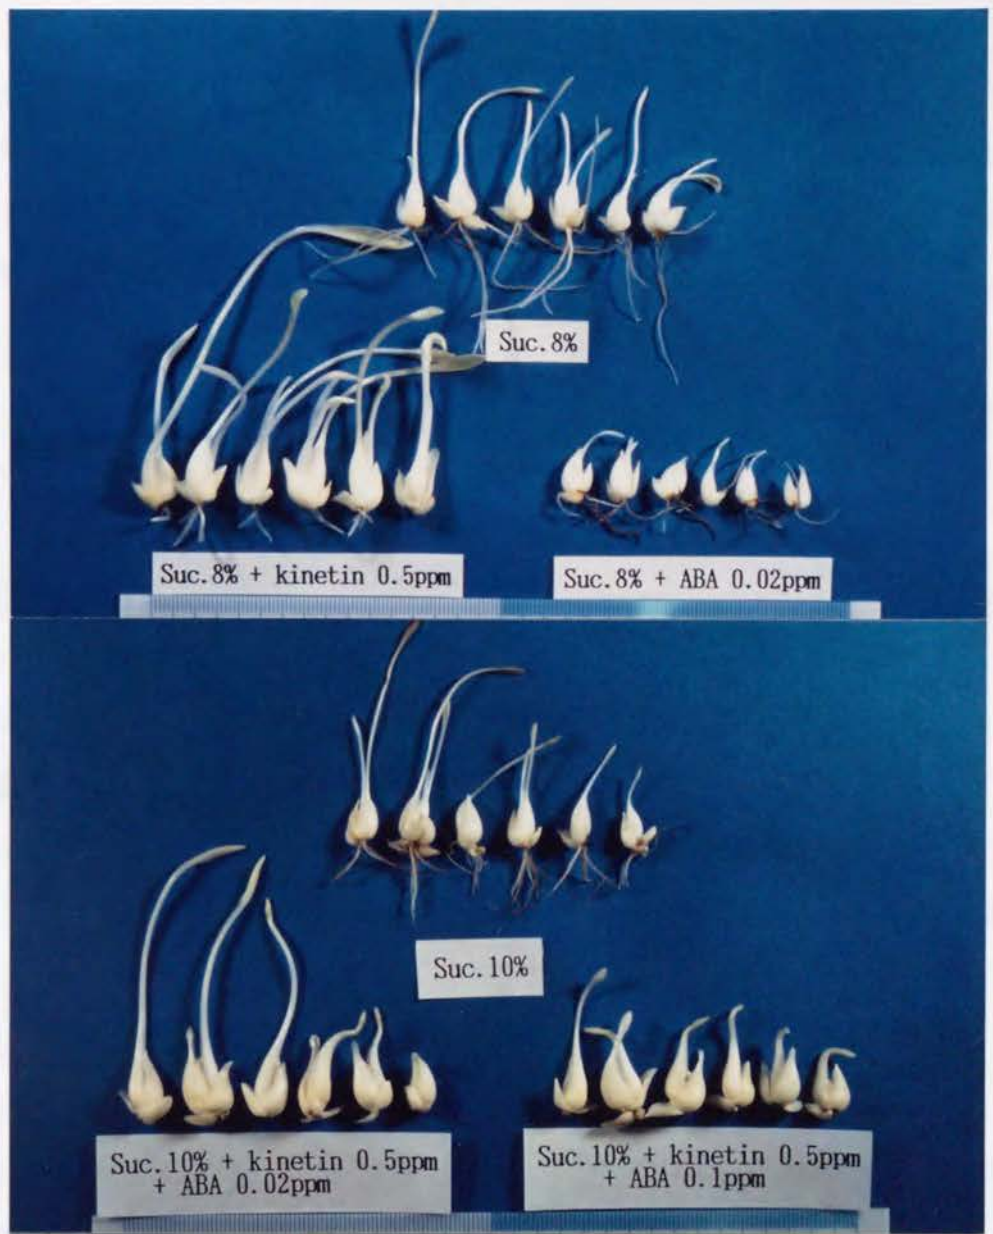 Suc.8%
Suc.8% + kinetin 0.5ppm
Suc.8% + ABA 0.02ppm
Suc.10%
Suc.10% + kinetin 0.5ppm
+ ABA 0.02ppm
Suc.10% + kinetin 0.5ppm
+ ABA 0.1ppm